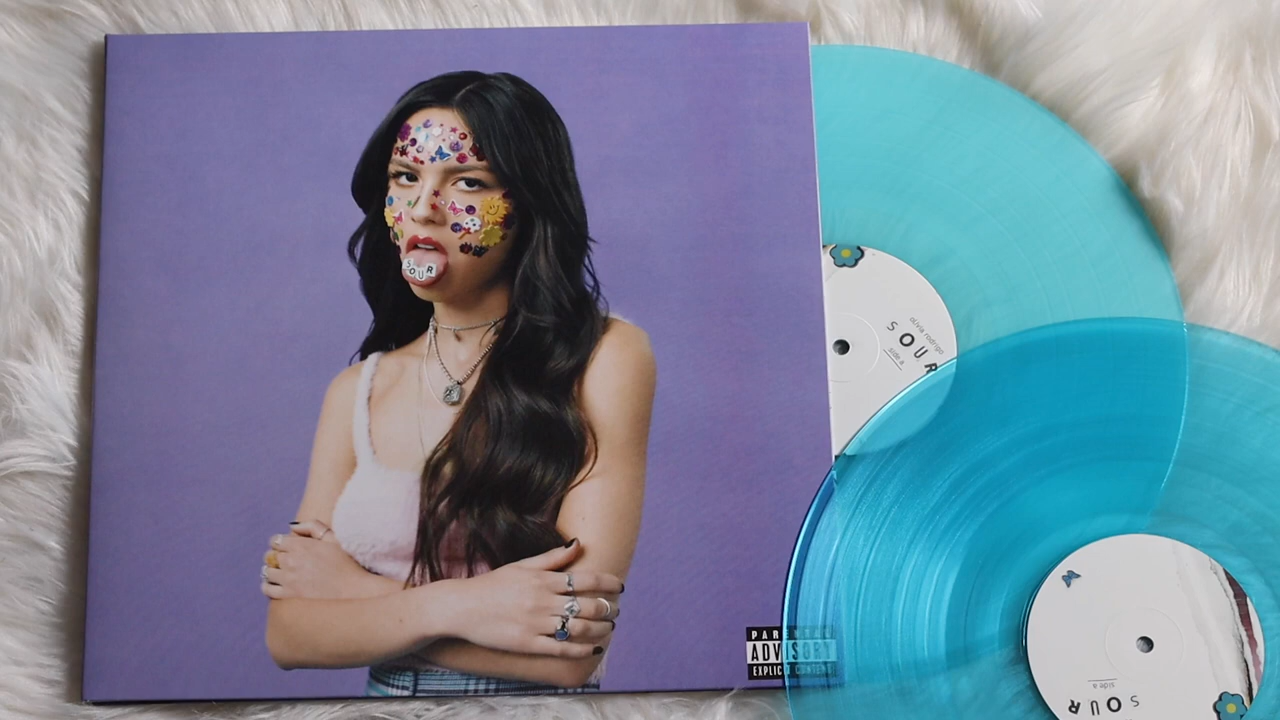 SOUR
olivia rodrigo
SOUR
side a
PARENTAL
ADVISORY
EXPLICIT CONTENT
side a
SOUR